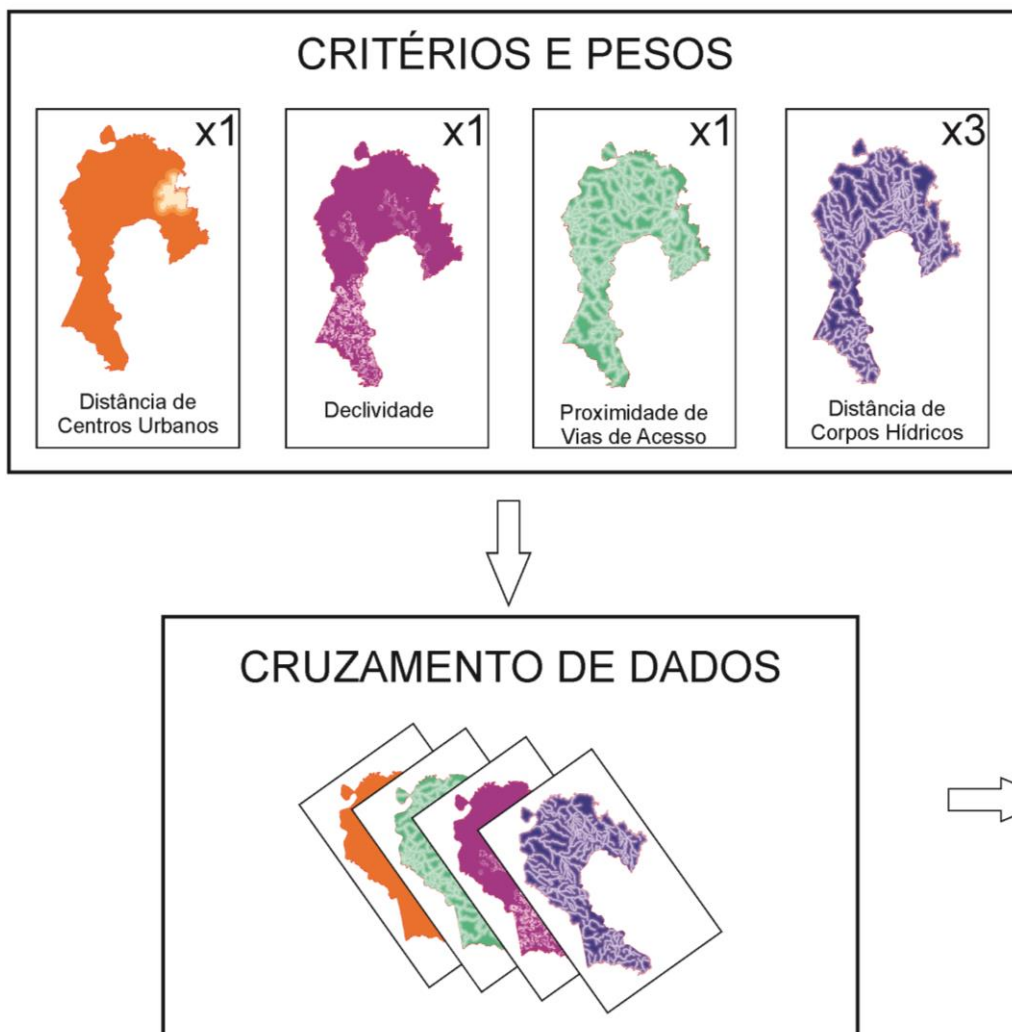 CRITÉRIOS E PESOS
x1
x1
x1
x3
Distância de
Centros Urbanos
Declividade
Proximidade de
Vias de Acesso
Distância de
Corpos Hídricos
CRUZAMENTO DE DADOS